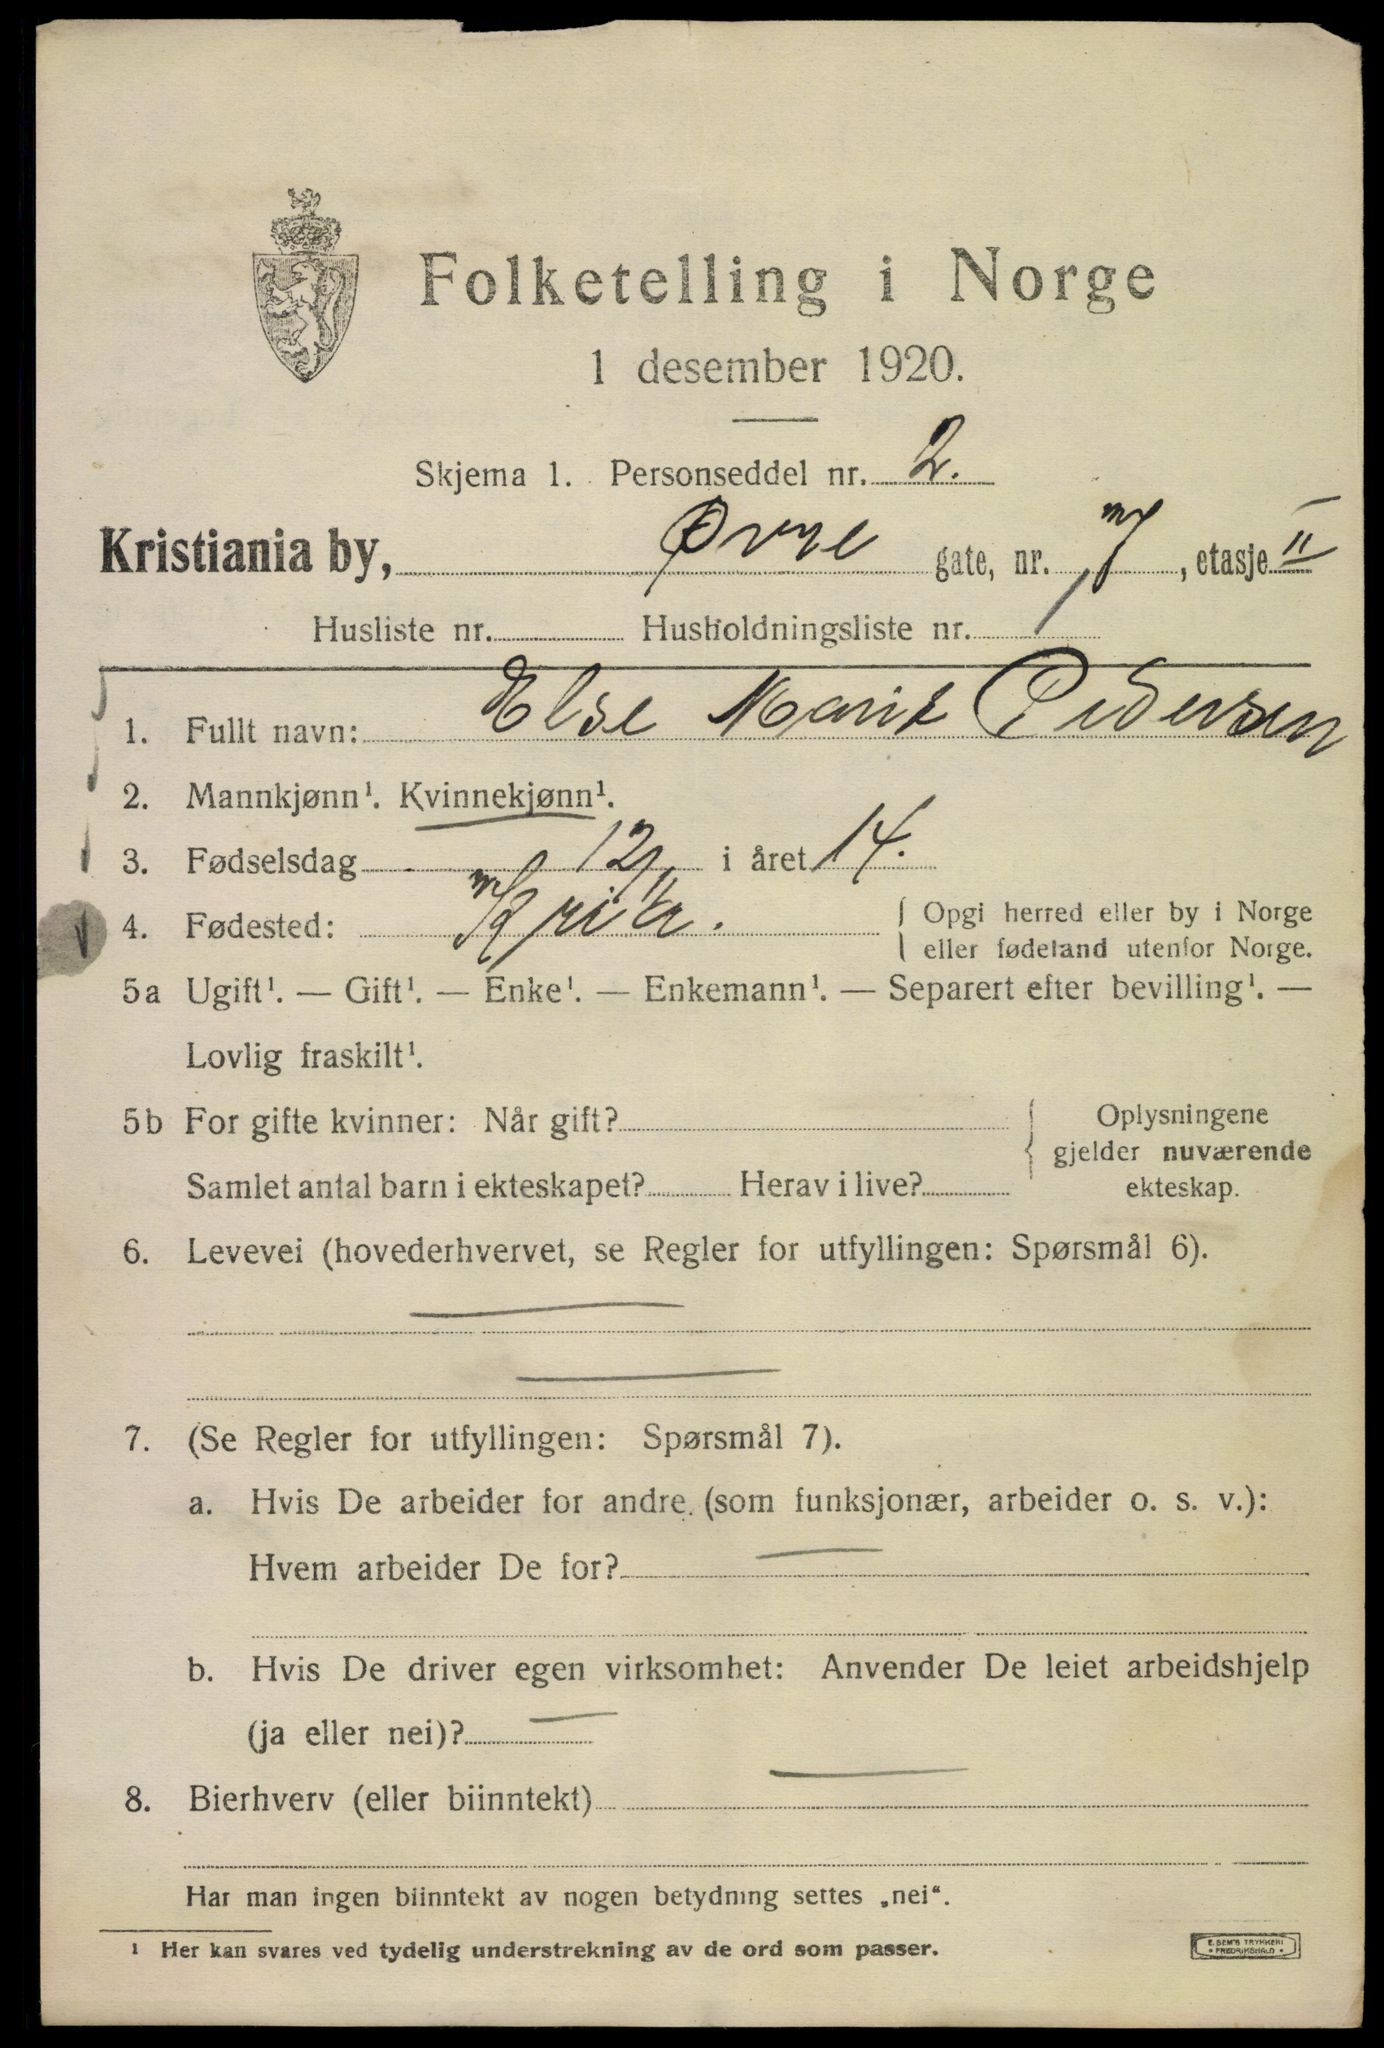 Folketelling i Norge
1 desember 1920.
Skjema 1. Personseddel nr. 2.
Kristiania by, Øvre gate, nr. 7, etasje II
Husliste nr. Husholdningsliste nr. 1
1. Fullt navn: Else Marie Pedersen
2. Mannkjønn¹. Kvinnekjønn¹.
3. Fødselsdag 12/11 i året 14.
4. Fødested: Kristia. { Opgi herred eller by i Norge
eller fødeland utenfor Norge.
5a Ugift¹. — Gift¹. — Enke¹. — Enkemann¹. — Separert efter bevilling¹. —
Lovlig fraskilt¹.
5b For gifte kvinner: Når gift? { Oplysningene
gjelder nuværende
Samlet antal barn i ekteskapet? Herav i live? ekteskap.
6. Levevei (hovederhvervet, se Regler for utfyllingen: Spørsmål 6).
7. (Se Regler for utfyllingen: Spørsmål 7).
a. Hvis De arbeider for andre (som funksjonær, arbeider o. s. v.):
Hvem arbeider De for?
b. Hvis De driver egen virksomhet: Anvender De leiet arbeidshjelp
(ja eller nei)?
8. Bierhverv (eller biinntekt)
Har man ingen biinntekt av nogen betydning settes „nei“.
¹ Her kan svares ved tydelig understrekning av de ord som passer.
E. SEM'S TRYKKERI
• FREDRIKSHALD •